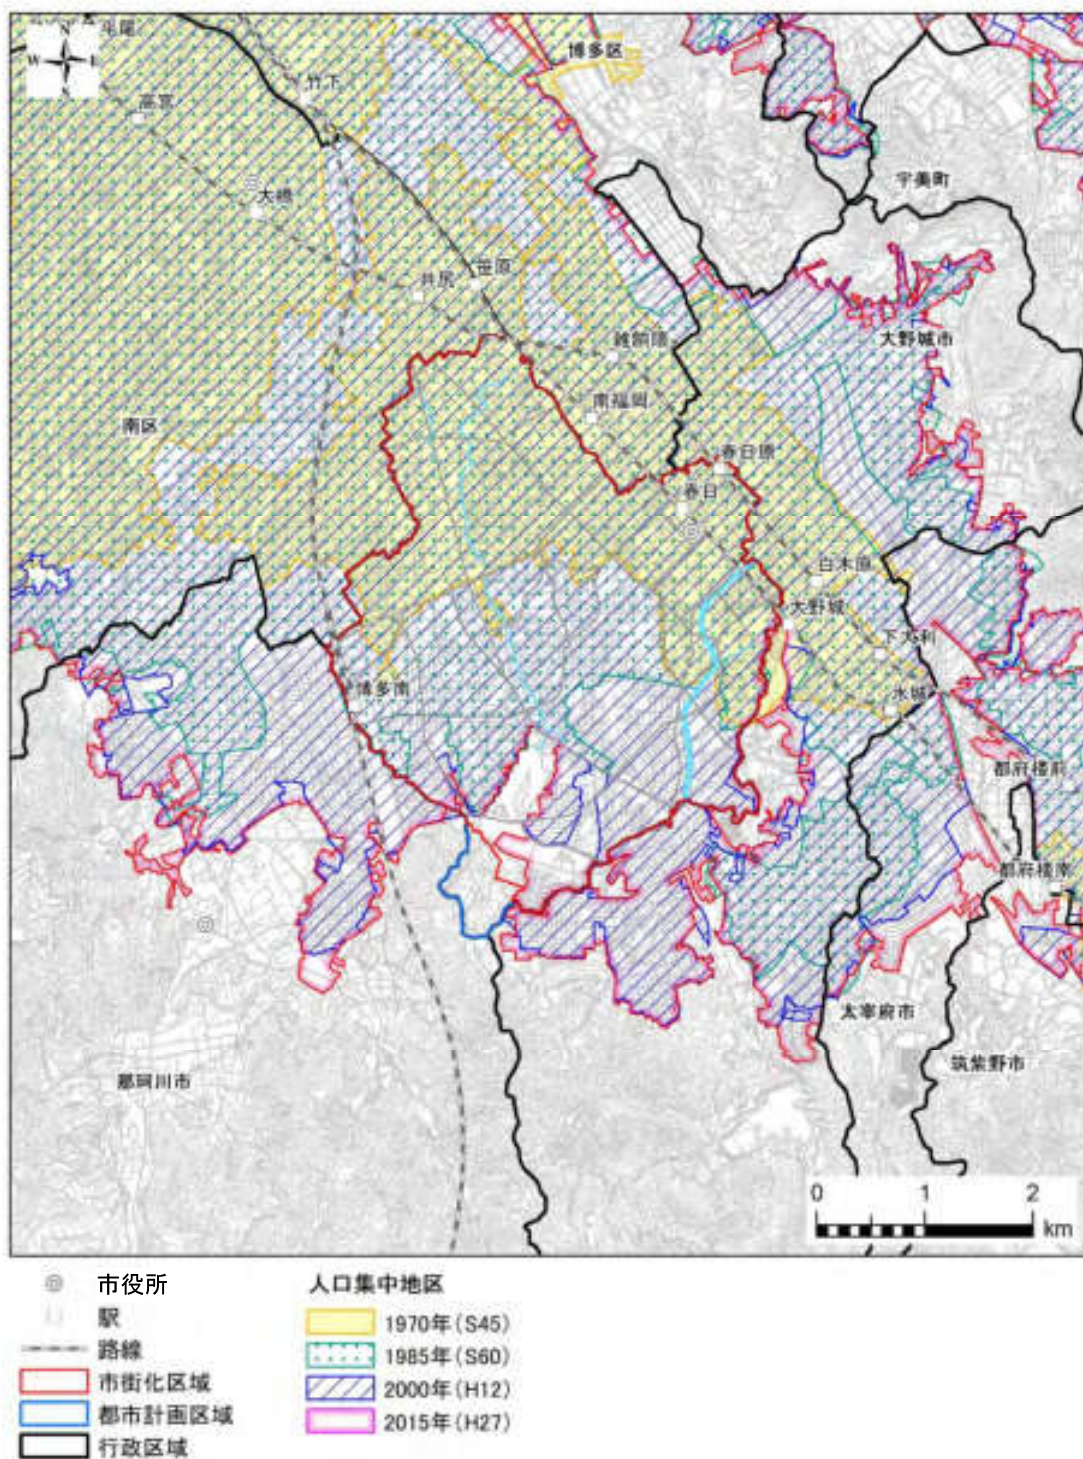 N
W E
S
井尾
竹下
高宮
博多区
大橋
宇美町
井尻
笹原
大野城市
雑餉隈
南区
南福岡
春日原
春日
白木原
大野城
下大利
博多南
水城
都府楼前
都府楼南
太宰府市
筑紫野市
那珂川市
0 1 2
km
市役所
駅
路線
市街化区域
都市計画区域
行政区域
人口集中地区
1970年(S45)
1985年(S60)
2000年(H12)
2015年(H27)